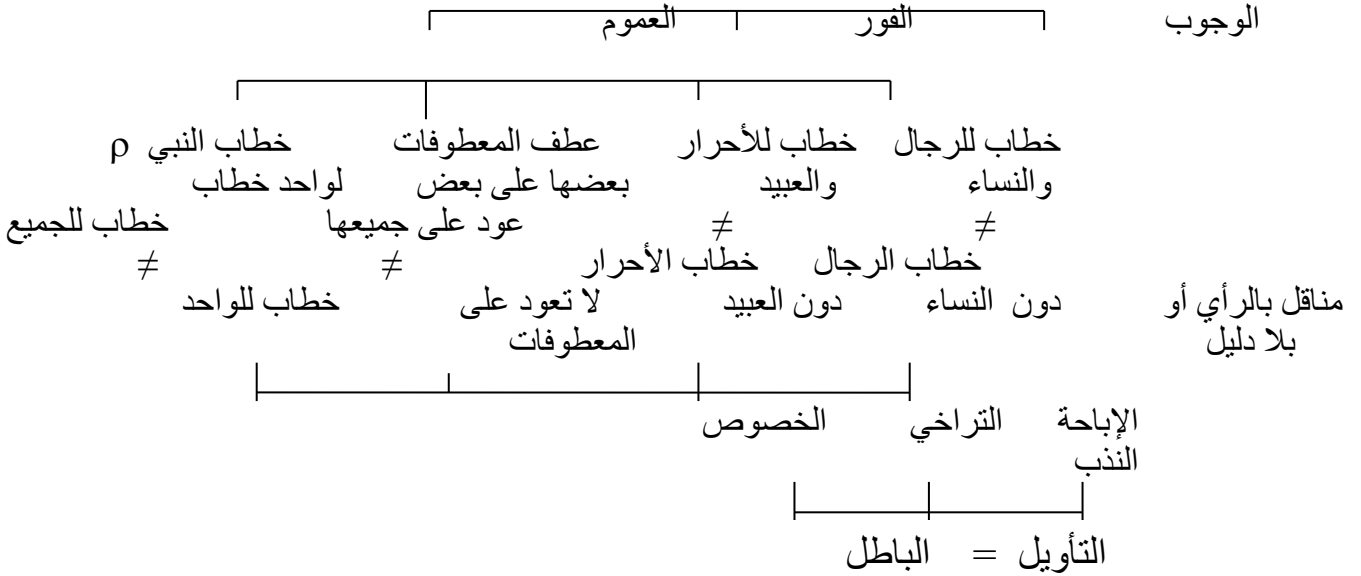 الوجوب الفور العموم
خطاب للرجال خطاب للأحرار عطف المعطوفات خطاب النبي ρ
والنساء والعبيد بعضها على بعض لواحد خطاب
≠ ≠ عود على جميعها خطاب للجميع
خطاب الرجال خطاب الأحرار ≠ ≠
مناقل بالرأي أو دون النساء دون العبيد لا تعود على خطاب للواحد
بلا دليل المعطوفات
الإباحة التراخي الخصوص
النذب
التأويل = الباطل